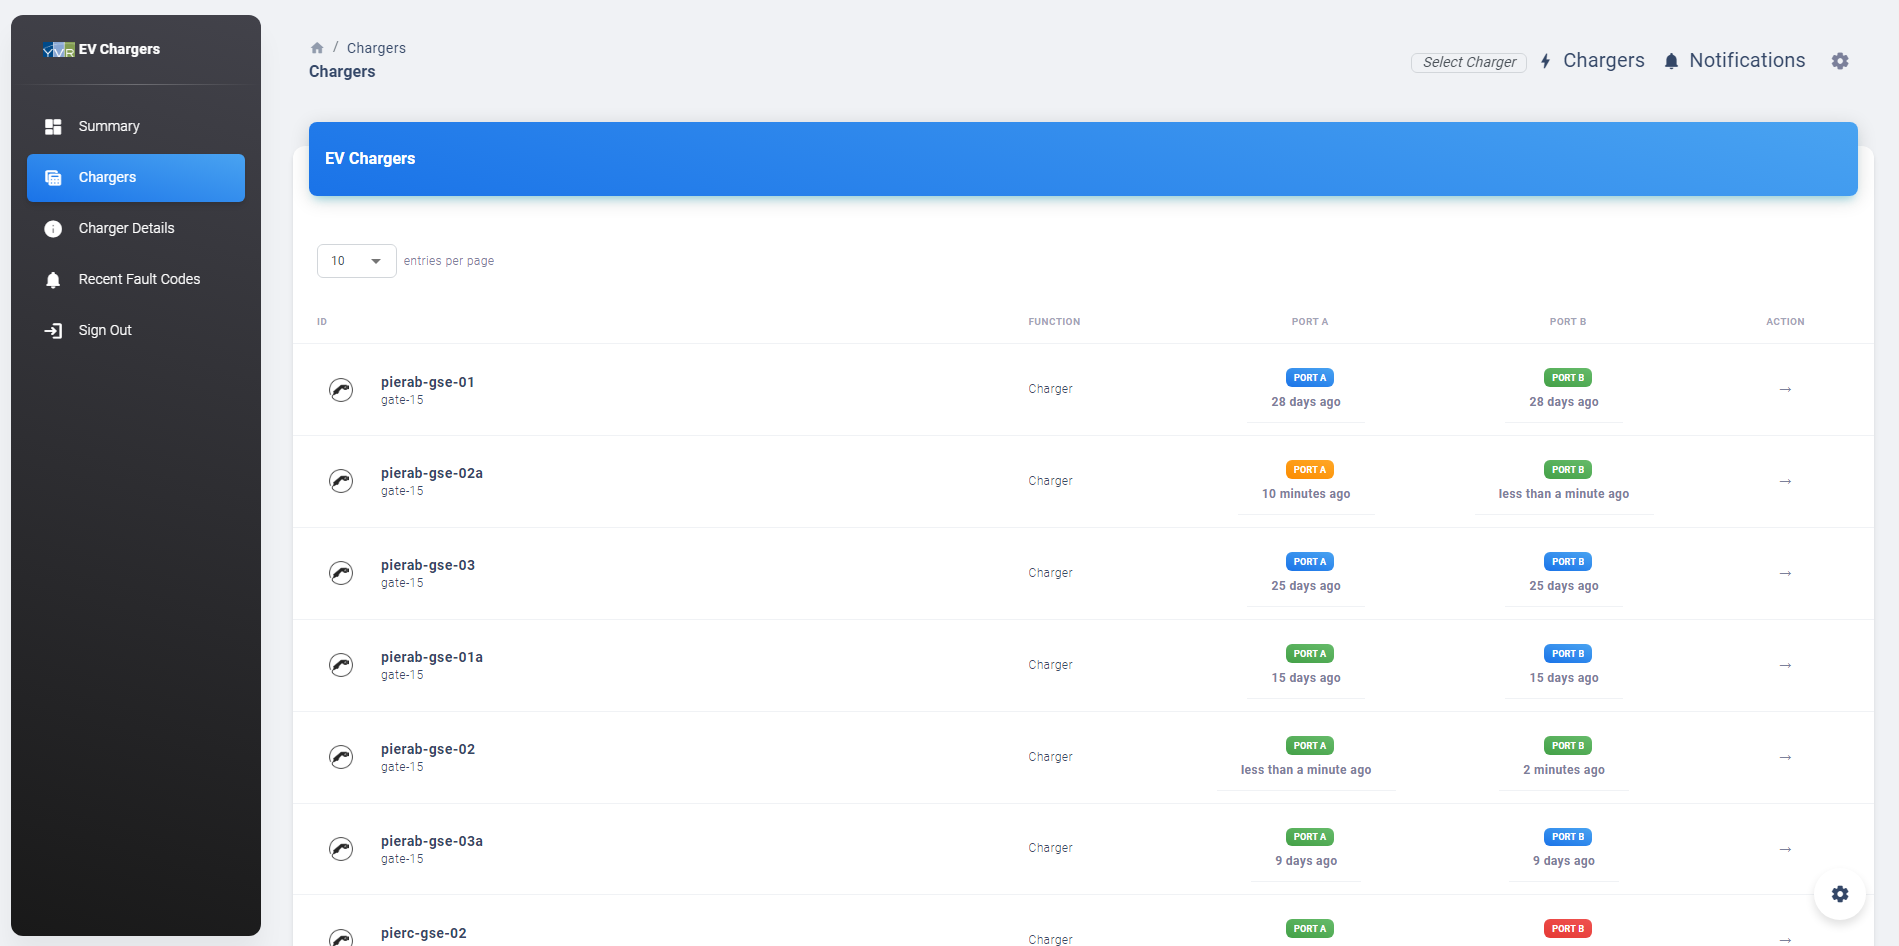 YVR EV Chargers
Summary
Chargers
Charger Details
Recent Fault Codes
Sign Out
/ Chargers
Chargers
Select Charger Chargers Notifications
EV Chargers
10 entries per page
ID FUNCTION PORT A PORT B ACTION
pierab-gse-01
gate-15
Charger
PORT A
28 days ago
PORT B
28 days ago
→
pierab-gse-02a
gate-15
Charger
PORT A
10 minutes ago
PORT B
less than a minute ago
→
pierab-gse-03
gate-15
Charger
PORT A
25 days ago
PORT B
25 days ago
→
pierab-gse-01a
gate-15
Charger
PORT A
15 days ago
PORT B
15 days ago
→
pierab-gse-02
gate-15
Charger
PORT A
less than a minute ago
PORT B
2 minutes ago
→
pierab-gse-03a
gate-15
Charger
PORT A
9 days ago
PORT B
9 days ago
→
pierc-gse-02
Charger
PORT A
PORT B
→